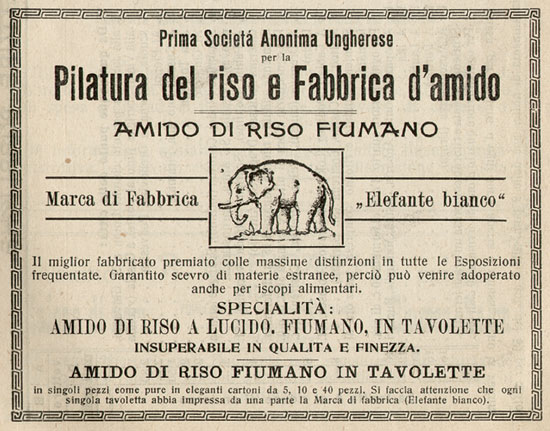 Prima Societá Anonima Ungherese
per la
Pilatura del riso e Fabbrica d'amido
AMIDO DI RISO FIUMANO
Marca di Fabbrica „Elefante bianco“
Il miglior fabbricato premiato colle massime distinzioni in tutte le Esposizioni
frequentate. Garantito scevro di materie estranee, perciò può venire adoperato
anche per iscopi alimentari.
SPECIALITÀ:
AMIDO DI RISO A LUCIDO. FIUMANO, IN TAVOLETTE
INSUPERABILE IN QUALITA E FINEZZA.
AMIDO DI RISO FIUMANO IN TAVOLETTE
in singoli pezzi come pure in eleganti cartoni da 5, 10 e 40 pezzi. Si faccia attenzione che ogni
singola tavoletta abbia impressa da una parte la Marca di fabbrica (Elefante bianco).